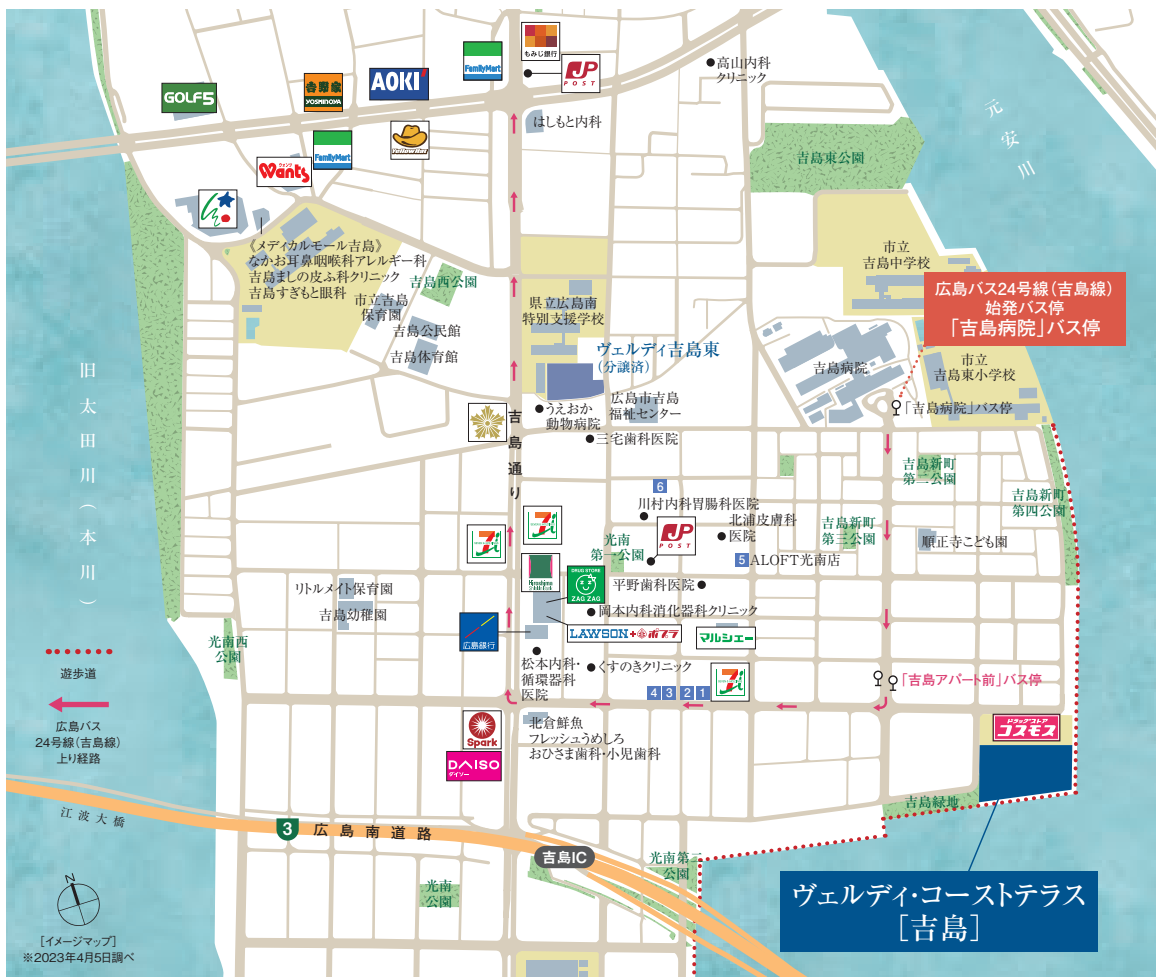 もみじ銀行
FamilyMart
JP
POST
高山内科
クリニック
GOLF5
吉野家
YOSHINOYA
AOKI
はしもと内科
元安川
FamilyMart
Yellow Hat
ウォンツ
Wants
吉島東公園
《メディカルモール吉島》
なかお耳鼻咽喉科アレルギー科
吉島ましの皮ふ科クリニック
吉島すぎもと眼科
市立
吉島中学校
吉島西公園
市立吉島
保育園
県立広島南
特別支援学校
広島バス24号線(吉島線)
始発バス停
「吉島病院」バス停
吉島公民館
吉島体育館
ヴェルディ吉島東
(分譲済)
吉島病院
市立
吉島東小学校
旧太田川(本川)
うえおか
動物病院
広島市吉島
福祉センター
「吉島病院」バス停
吉島通り
三宅歯科医院
吉島新町
第二公園
吉島新町
第四公園
6
川村内科胃腸科医院
北浦皮膚科
医院
JP
POST
吉島新町
第三公園
順正寺こども園
光南
第一公園
5
ALOFT光南店
リトルメイト保育園
吉島幼稚園
DRUG STORE
ZAG ZAG
平野歯科医院
岡本内科消化器科クリニック
広島銀行
LAWSON+ポプラ
マルシェー
光南西
公園
松本内科・
循環器科
医院
くすのきクリニック
「吉島アパート前」バス停
4 3 2 1
遊歩道
広島バス
24号線(吉島線)
上り経路
Spark
北倉鮮魚
フレッシュうめしろ
おひさま歯科・小児歯科
ドラッグストア
コスモス
DAISO
ダイソー
江波大橋
3
広島南道路
吉島緑地
吉島IC
光南第二
公園
光南
公園
ヴェルディ・コーストテラス
[吉島]
N
[イメージマップ]
※2023年4月5日調べ